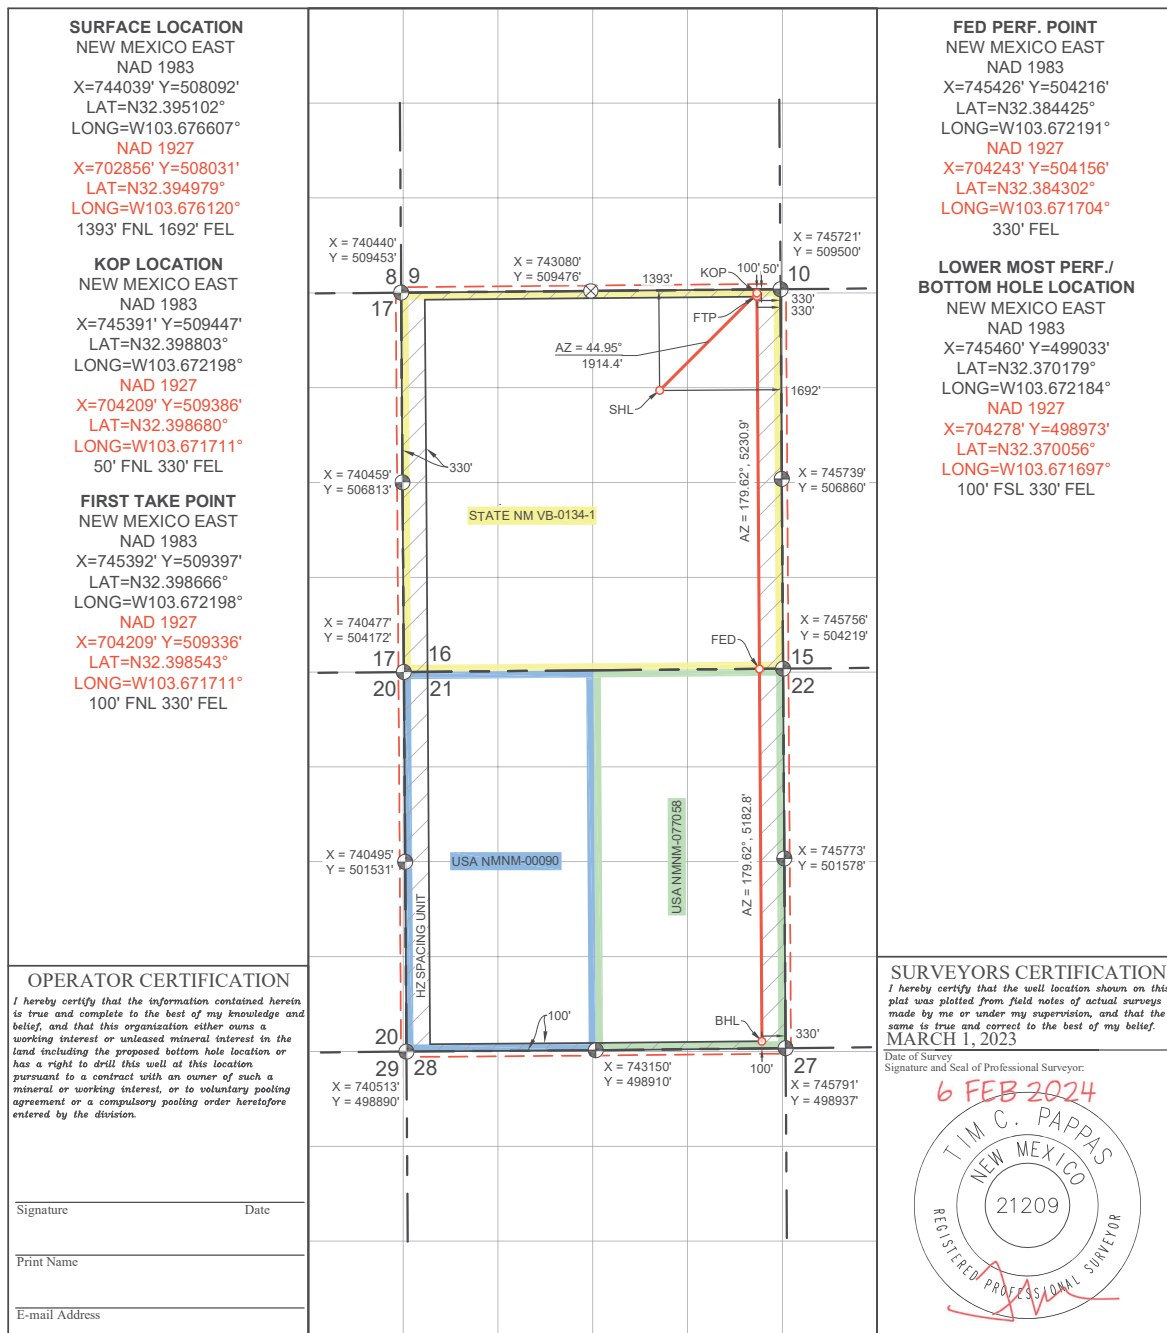 SURFACE LOCATION
NEW MEXICO EAST
NAD 1983
X=744039' Y=508092'
LAT=N32.395102°
LONG=W103.676607°
NAD 1927
X=702856' Y=508031'
LAT=N32.394979°
LONG=W103.676120°
1393' FNL 1692' FEL
KOP LOCATION
NEW MEXICO EAST
NAD 1983
X=745391' Y=509447'
LAT=N32.398803°
LONG=W103.672198°
NAD 1927
X=704209' Y=509386'
LAT=N32.398680°
LONG=W103.671711°
50' FNL 330' FEL
FIRST TAKE POINT
NEW MEXICO EAST
NAD 1983
X=745392' Y=509397'
LAT=N32.398666°
LONG=W103.672198°
NAD 1927
X=704209' Y=509336'
LAT=N32.398543°
LONG=W103.671711°
100' FNL 330' FEL
OPERATOR CERTIFICATION
I hereby certify that the information contained herein
is true and complete to the best of my knowledge and
belief, and that this organization either owns a
working interest or unleased mineral interest in the
land including the proposed bottom hole location or
has a right to drill this well at this location
pursuant to a contract with an owner of such a
mineral or working interest, or to voluntary pooling
agreement or a compulsory pooling order heretofore
entered by the division.
Signature Date
Print Name
E-mail Address
X = 740440'
Y = 509453'
X = 743080'
Y = 509476'
X = 745721'
Y = 509500'
8 9
17
10
1393'
KOP
100' 50'
330'
330'
FTP
AZ = 44.95°
1914.4'
SHL
1692'
330'
X = 740459'
Y = 506813'
X = 745739'
Y = 506860'
AZ = 179.62°, 5230.9'
STATE NM VB-0134-1
X = 740477'
Y = 504172'
X = 745756'
Y = 504219'
FED
17 16
20 21
15
22
X = 740495'
Y = 501531'
USA NMNM-00090
USA NMNM-077058
AZ = 179.62°, 5182.8'
X = 745773'
Y = 501578'
HZ SPACING UNIT
100'
BHL
330'
100'
20
29 28
27
X = 740513'
Y = 498890'
X = 743150'
Y = 498910'
X = 745791'
Y = 498937'
FED PERF. POINT
NEW MEXICO EAST
NAD 1983
X=745426' Y=504216'
LAT=N32.384425°
LONG=W103.672191°
NAD 1927
X=704243' Y=504156'
LAT=N32.384302°
LONG=W103.671704°
330' FEL
LOWER MOST PERF./
BOTTOM HOLE LOCATION
NEW MEXICO EAST
NAD 1983
X=745460' Y=499033'
LAT=N32.370179°
LONG=W103.672184°
NAD 1927
X=704278' Y=498973'
LAT=N32.370056°
LONG=W103.671697°
100' FSL 330' FEL
SURVEYORS CERTIFICATION
I hereby certify that the well location shown on this
plat was plotted from field notes of actual surveys
made by me or under my supervision, and that the
same is true and correct to the best of my belief.
MARCH 1, 2023
Date of Survey
Signature and Seal of Professional Surveyor:
6 FEB 2024
TIM C. PAPPAS
NEW MEXICO
21209
REGISTERED PROFESSIONAL SURVEYOR